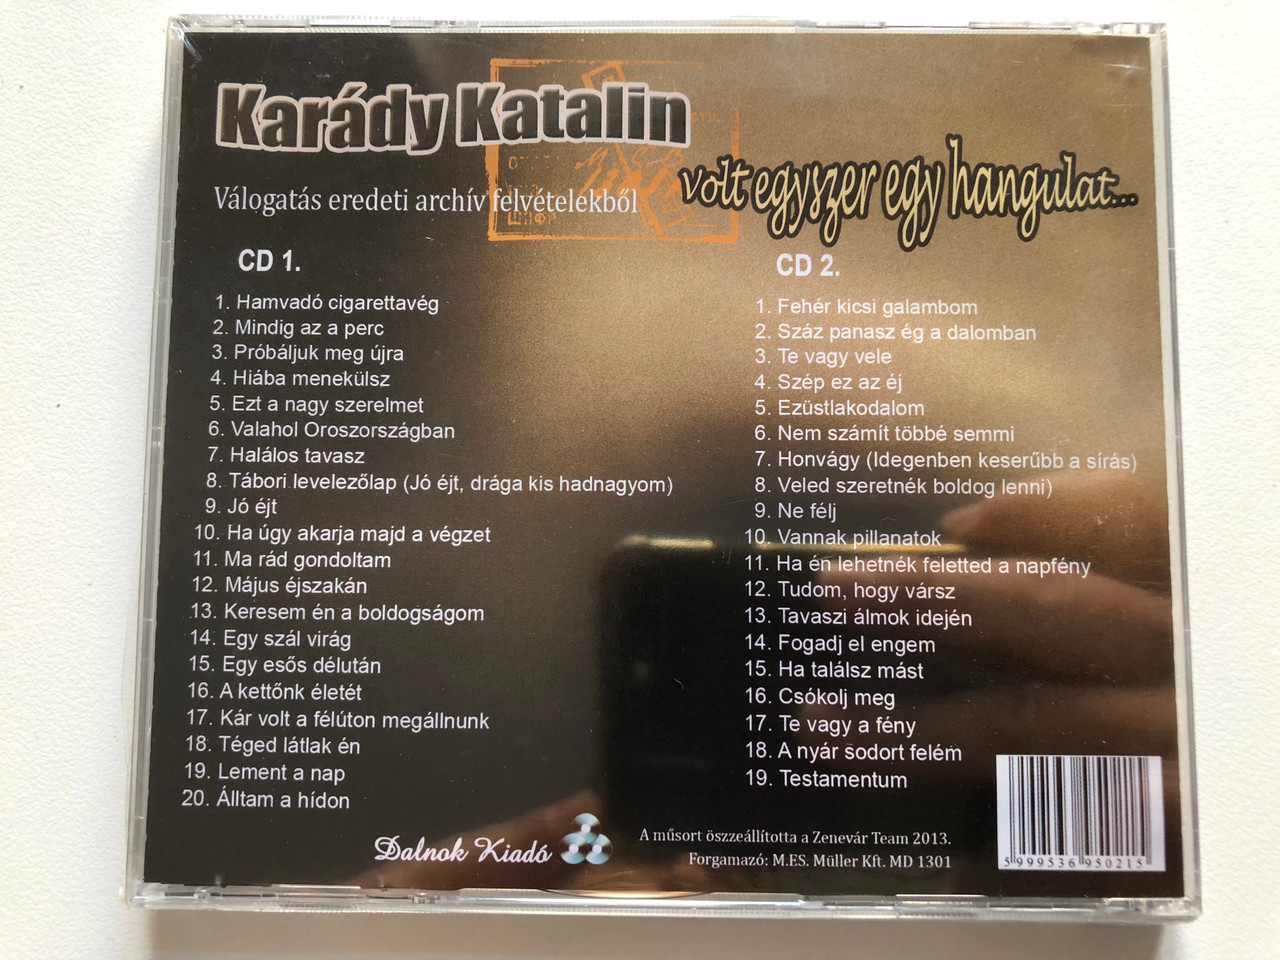 Karády Katalin
volt egyszer egy hangulat...
Válogatás eredeti archív felvételekből
CD 1.
1. Hamvadó cigarettavég
2. Mindig az a perc
3. Próbáljuk meg újra
4. Hiába menekülsz
5. Ezt a nagy szerelmet
6. Valahol Oroszországban
7. Halálos tavasz
8. Tábori levelezőlap (Jó éjt, drága kis hadnagyom)
9. Jó éjt
10. Ha úgy akarja majd a végzet
11. Ma rád gondoltam
12. Május éjszakán
13. Keresem én a boldogságom
14. Egy szál virág
15. Egy esős délután
16. A kettőnk életét
17. Kár volt a félúton megállnunk
18. Téged látlak én
19. Lement a nap
20. Álltam a hídon
CD 2.
1. Fehér kicsi galambom
2. Száz panasz ég a dalomban
3. Te vagy vele
4. Szép ez az éj
5. Ezüstlakodalom
6. Nem számít többé semmi
7. Honvágy (Idegenben keserűbb a sírás)
8. Veled szeretnék boldog lenni)
9. Ne félj
10. Vannak pillanatok
11. Ha én lehetnék feletted a napfény
12. Tudom, hogy vársz
13. Tavaszi álmok idején
14. Fogadj el engem
15. Ha találsz mást
16. Csókolj meg
17. Te vagy a fény
18. A nyár sodort felém
19. Testamentum
Dalnok Kiadó
A műsort öszzeállította a Zenevár Team 2013.
Forgamazó: M.ES. Müller Kft. MD 1301
5 999536 950215